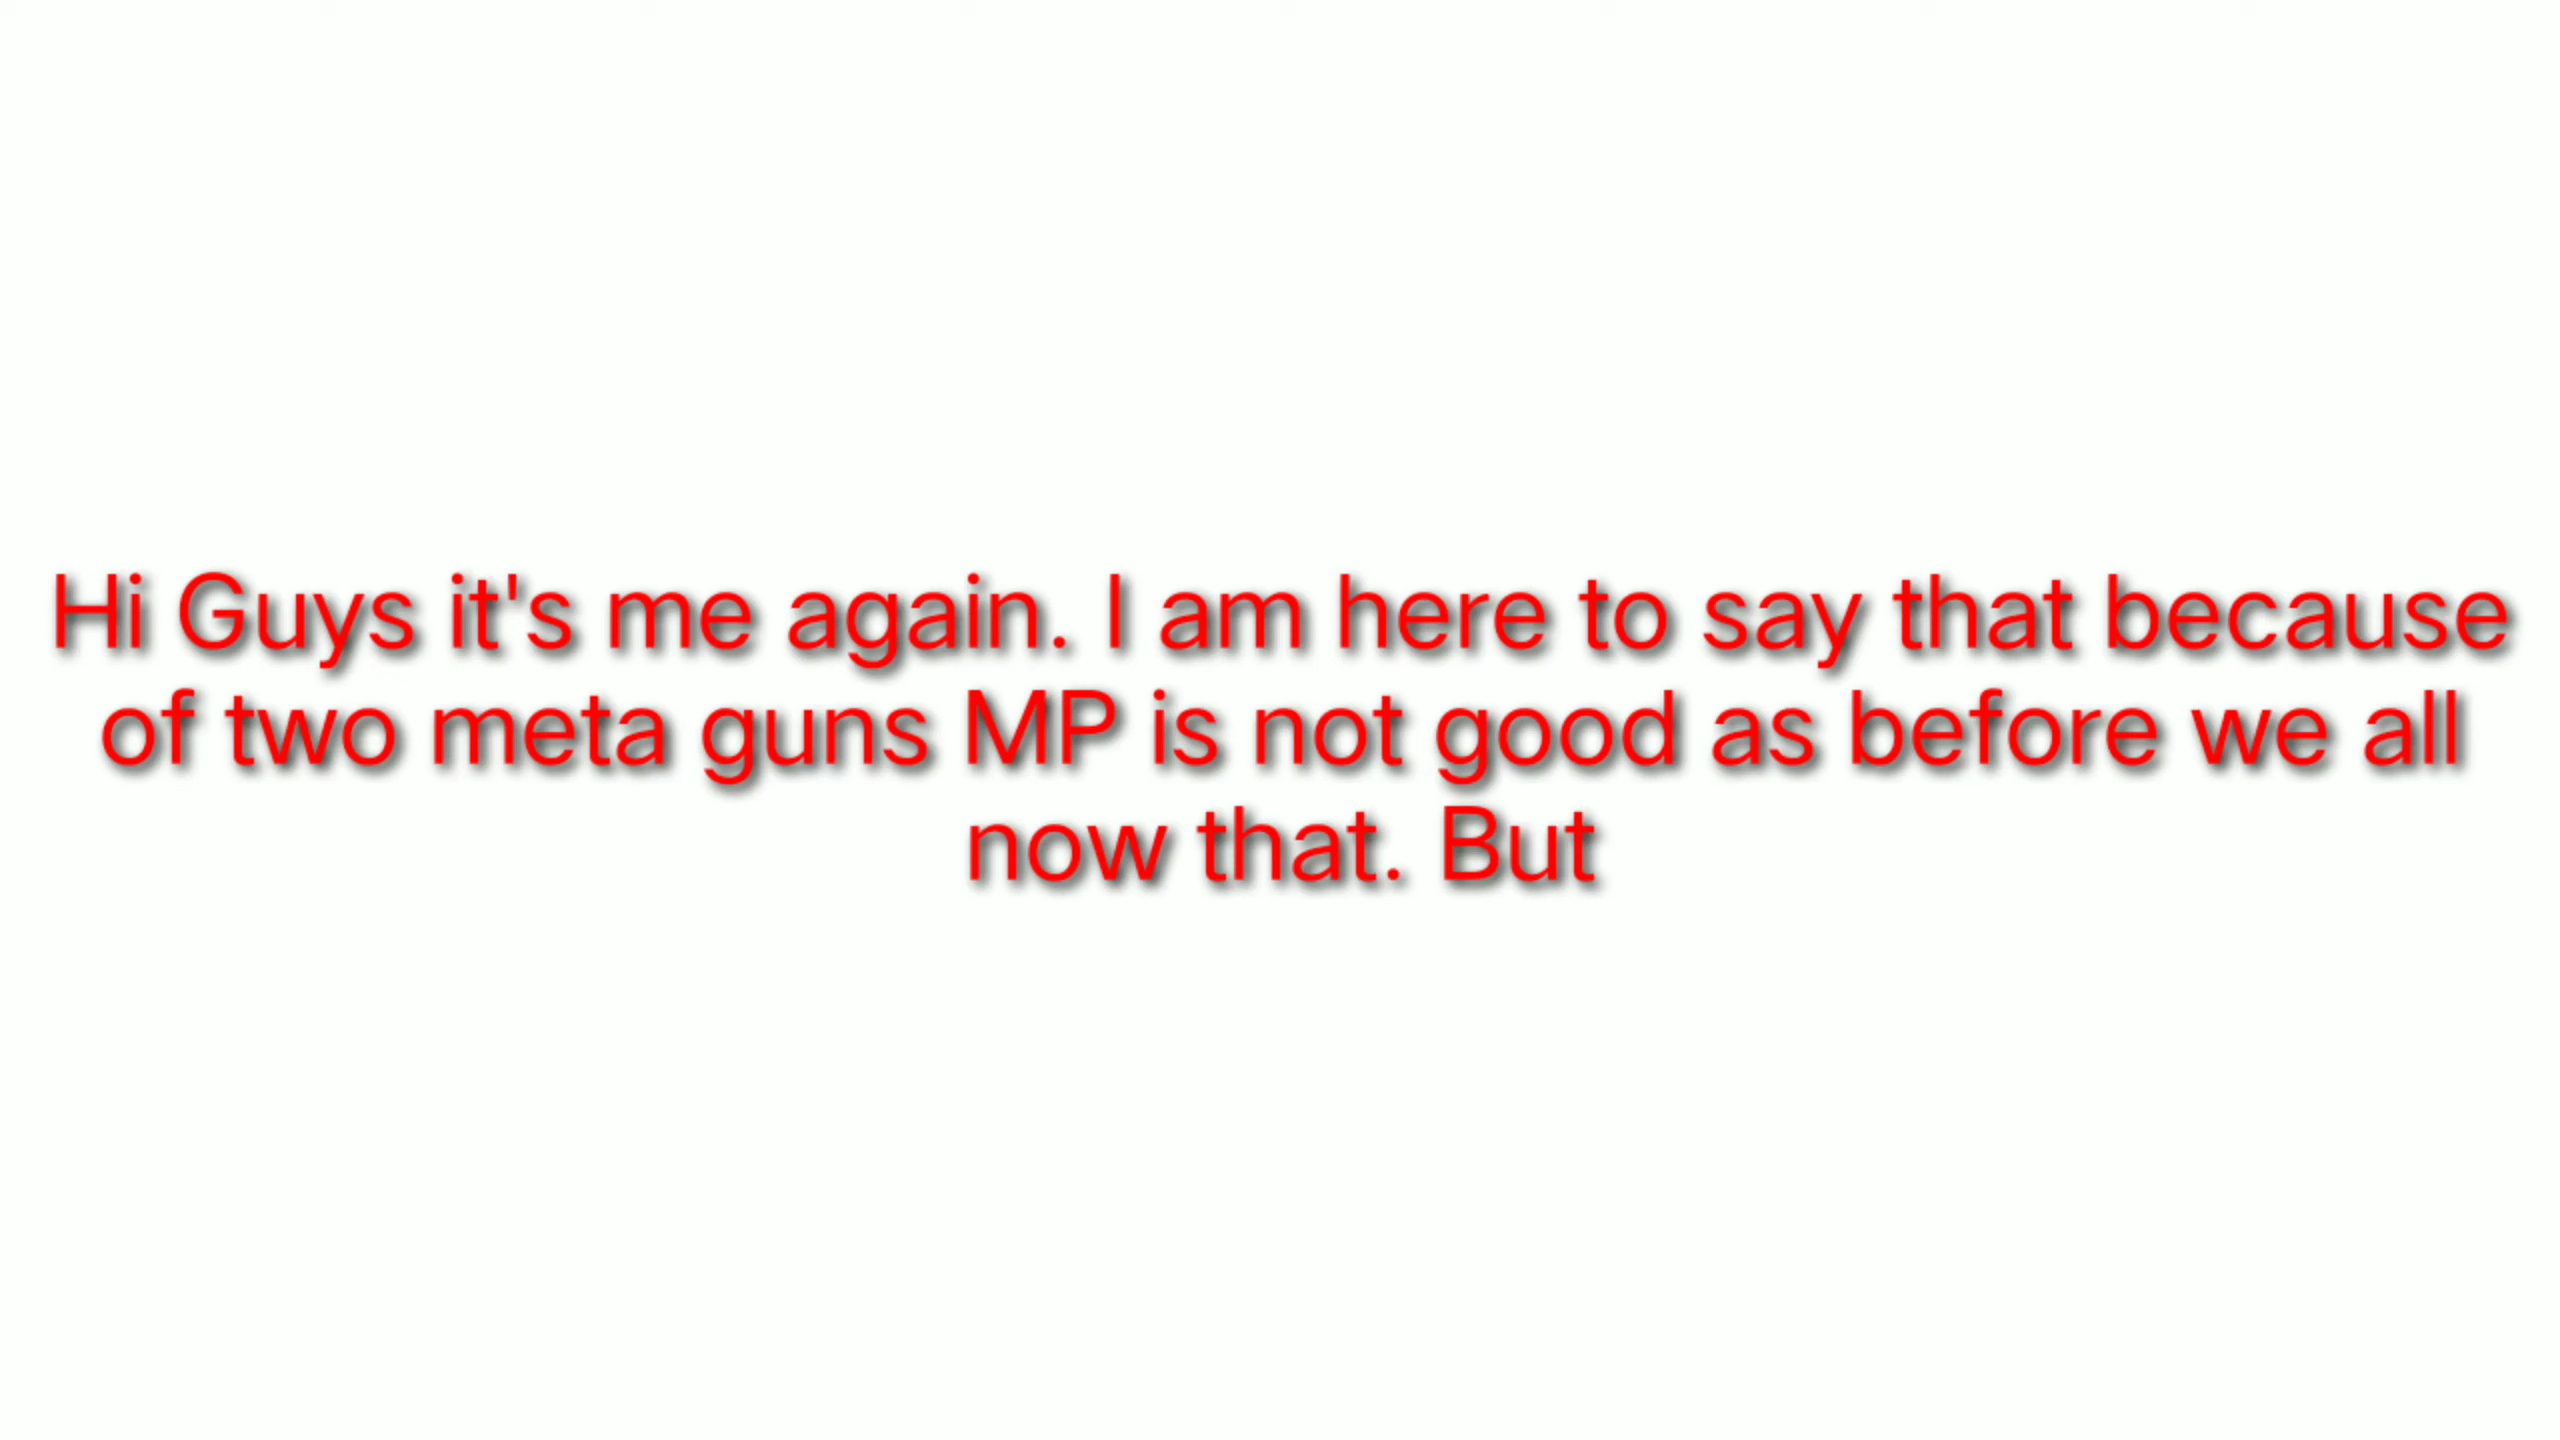 Hi Guys it's me again. I am here to say that because
of two meta guns MP is not good as before we all
now that. But